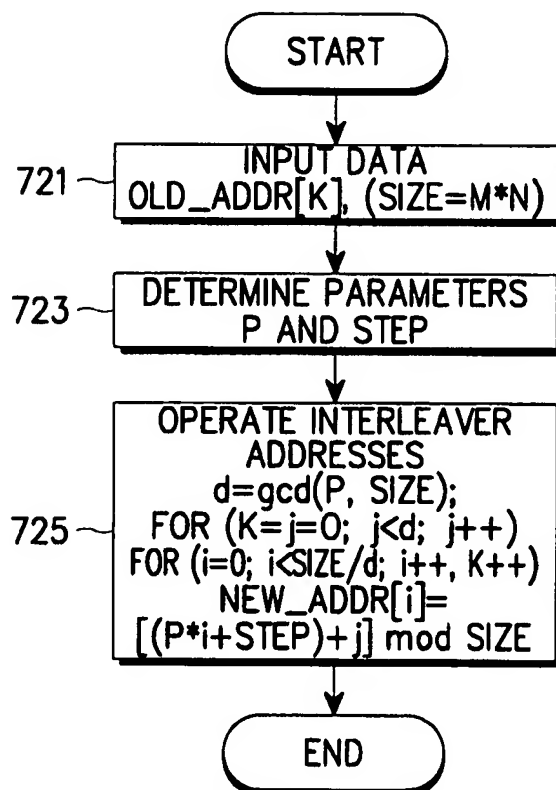 START
721
INPUT DATA
OLD_ADDR[K], (SIZE=M*N)
723
DETERMINE PARAMETERS
P AND STEP
725
OPERATE INTERLEAVER
ADDRESSES
d=gcd(P, SIZE);
FOR (K=j=0; j<d; j++)
FOR (i=0; i<SIZE/d; i++, K++)
NEW_ADDR[i]=
[(P*i+STEP)+j] mod SIZE
END